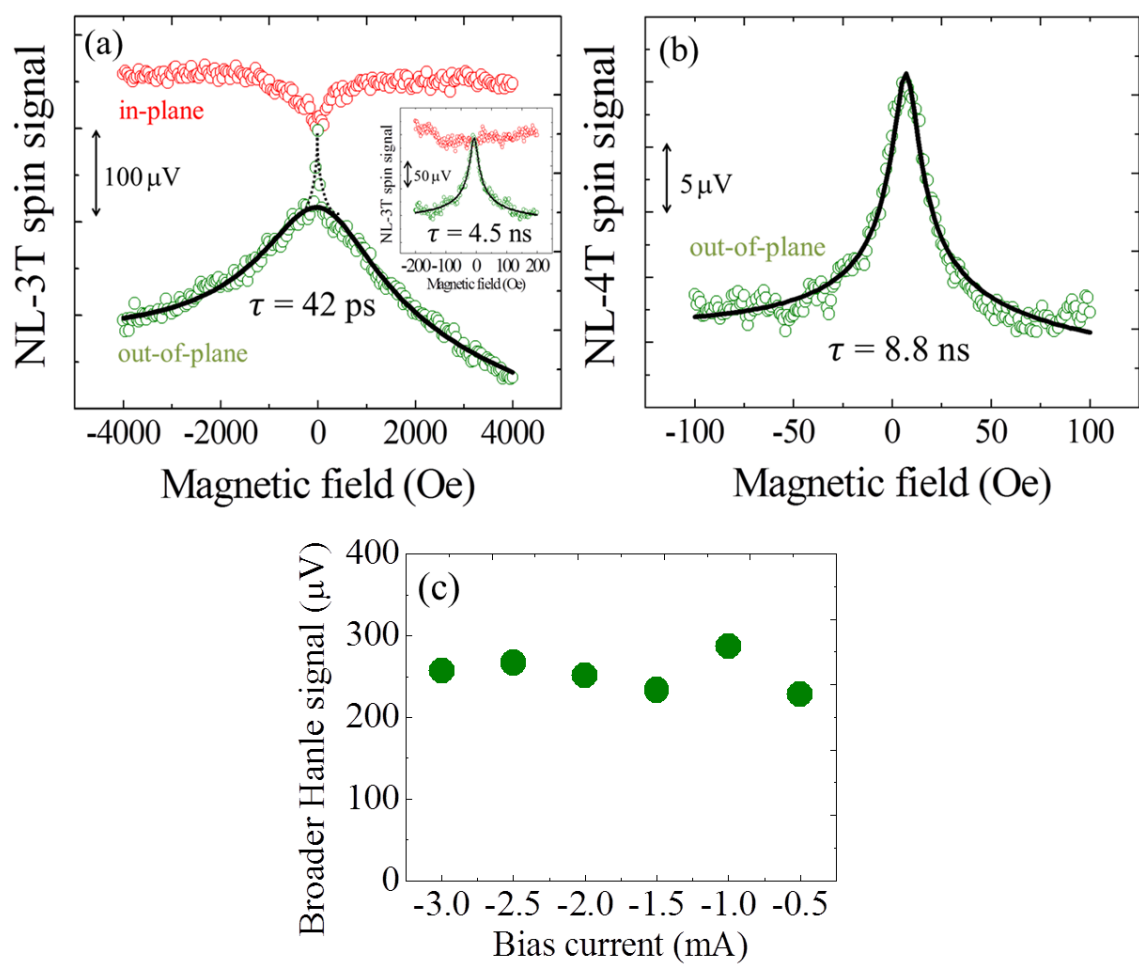 (a)
NL-3T spin signal
in-plane
100 μV
out-of-plane
τ = 42 ps
-4000 -2000 0 2000 4000
Magnetic field (Oe)
NL-3T spin signal
50 μV
τ = 4.5 ns
-200 -100 0 100 200
Magnetic field (Oe)
(b)
NL-4T spin signal
5 μV
out-of-plane
τ = 8.8 ns
-100 -50 0 50 100
Magnetic field (Oe)
(c)
Broader Hanle signal (μV)
400
300
200
100
0
-3.0 -2.5 -2.0 -1.5 -1.0 -0.5
Bias current (mA)